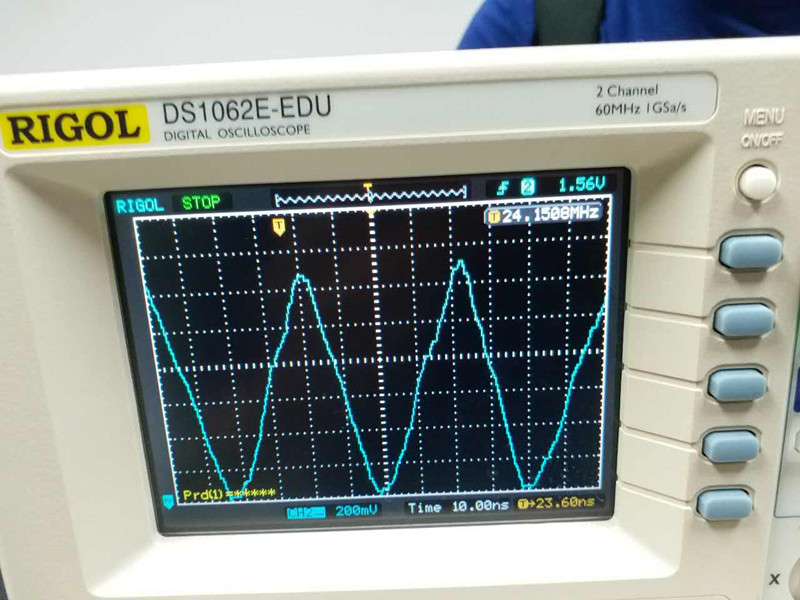 RIGOL DS1062E-EDU
DIGITAL OSCILLOSCOPE
2 Channel
60MHz 1GSa/s
MENU
ON/OFF
RIGOL STOP T 2 1.56V
T T 24.1508MHz
Prd(1)=*****
CH2 200mV Time 10.00ns T→23.60ns
X